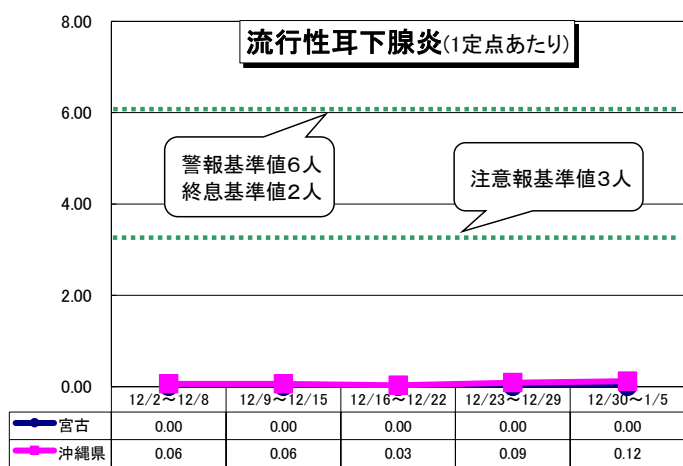 8.00
流行性耳下腺炎(1定点あたり)
6.00
警報基準値6人
終息基準値2人
注意報基準値3人
4.00
2.00
0.00
12/2～12/8 12/9～12/15 12/16～12/22 12/23～12/29 12/30～1/5
宮古 0.00 0.00 0.00 0.00 0.00
沖縄県 0.06 0.06 0.03 0.09 0.12